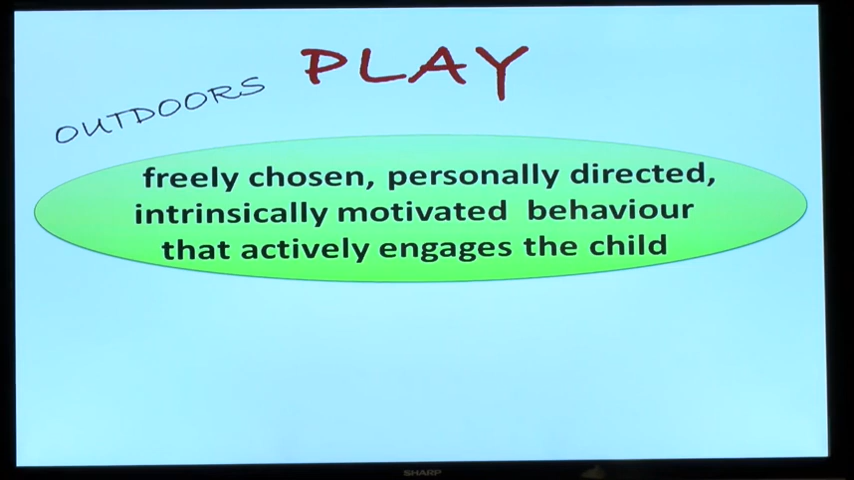 OUTDOORS
PLAY
freely chosen, personally directed,
intrinsically motivated behaviour
that actively engages the child
SHARP